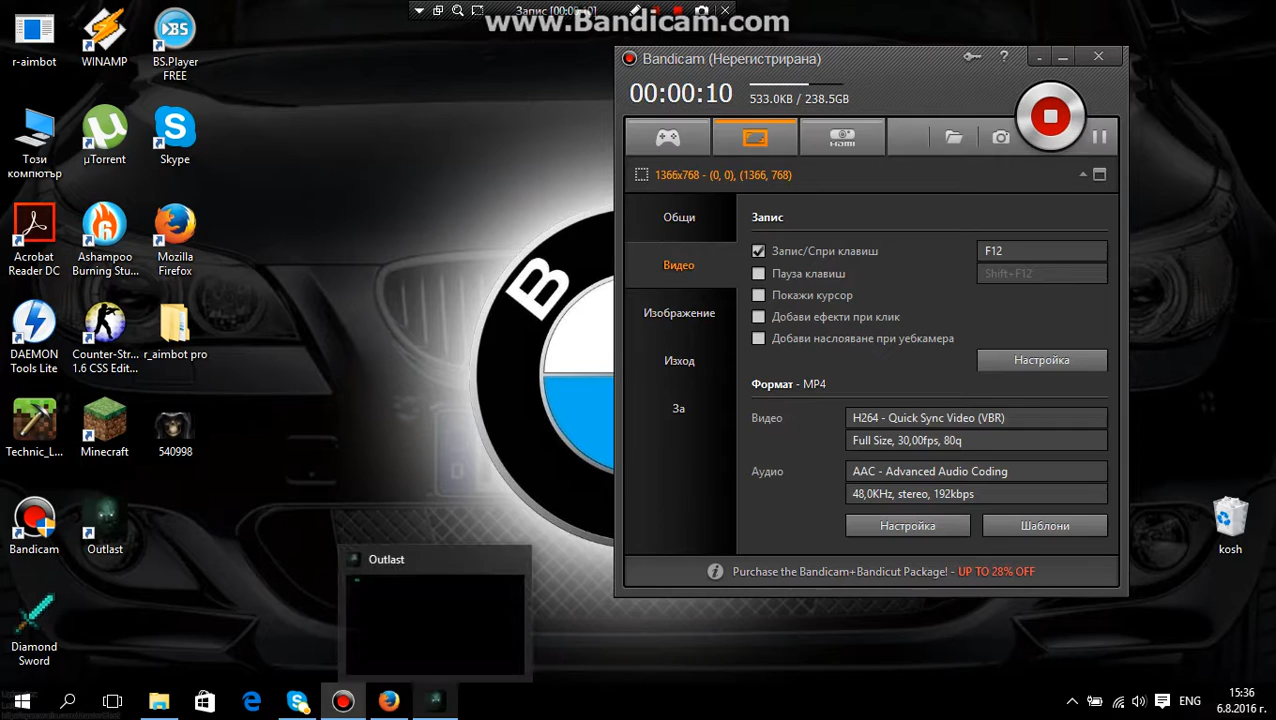 www.Bandicam.com
Запис [00:00:10]
r-aimbot
WINAMP
BS.Player
FREE
Този
компютър
µTorrent
Skype
Acrobat
Reader DC
Ashampoo
Burning Stu...
Mozilla
Firefox
DAEMON
Tools Lite
Counter-Str...
1.6 CSS Edit...
r_aimbot pro
Technic_L...
Minecraft
540998
Bandicam
Outlast
Diamond
Sword
kosh
B
Outlast
Bandicam (Нерегистрирана)
00:00:10
533.0KB / 238.5GB
HDMI
1366x768 - (0, 0), (1366, 768)
Общи
Видео
Изображение
Изход
За
Запис
Запис/Спри клавиш
F12
Пауза клавиш
Shift+F12
Покажи курсор
Добави ефекти при клик
Добави наслояване при уебкамера
Настройка
Формат - MP4
Видео
H264 - Quick Sync Video (VBR)
Full Size, 30,00fps, 80q
Аудио
AAC - Advanced Audio Coding
48,0KHz, stereo, 192kbps
Настройка
Шаблони
Purchase the Bandicam+Bandicut Package! - UP TO 28% OFF
ENG
15:36
6.8.2016 г.